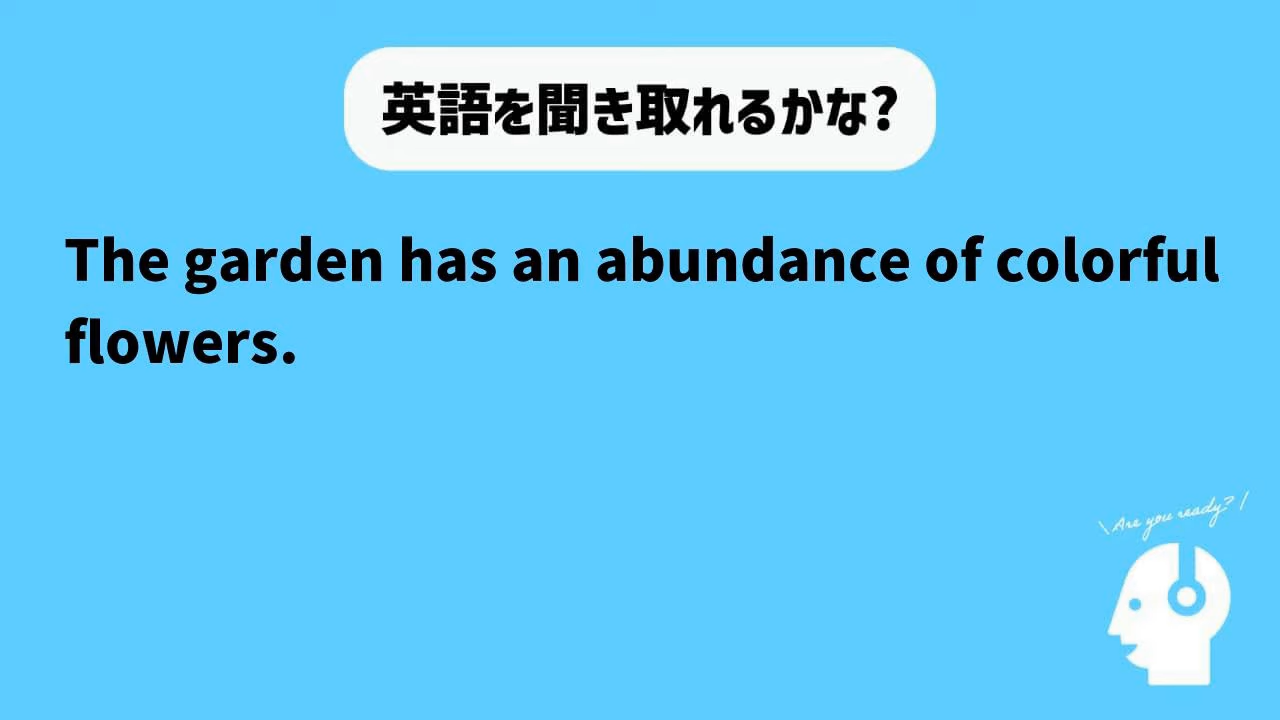 英語を聞き取れるかな?
The garden has an abundance of colorful
flowers.
\ Are you ready? /